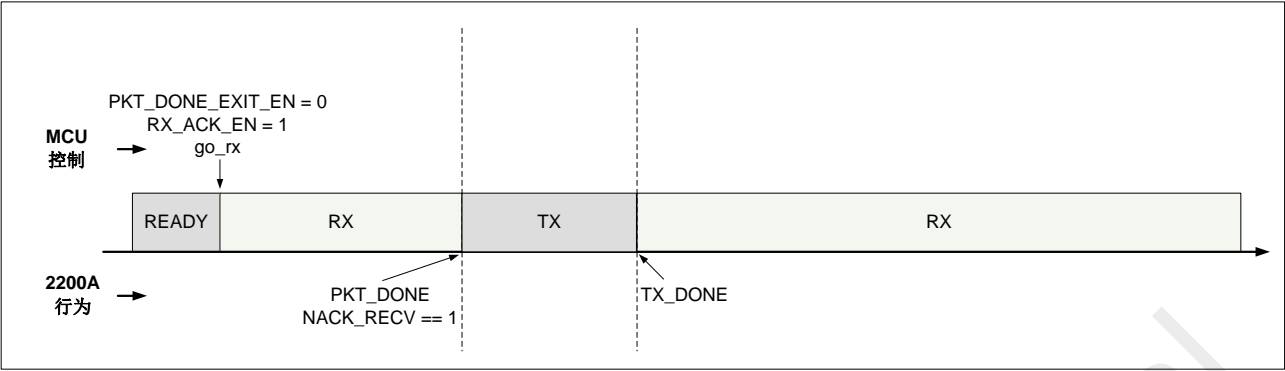 PKT_DONE_EXIT_EN = 0
RX_ACK_EN = 1
go_rx
MCU
控制
READY
RX
TX
RX
2200A
行为
PKT_DONE
NACK_RECV == 1
TX_DONE